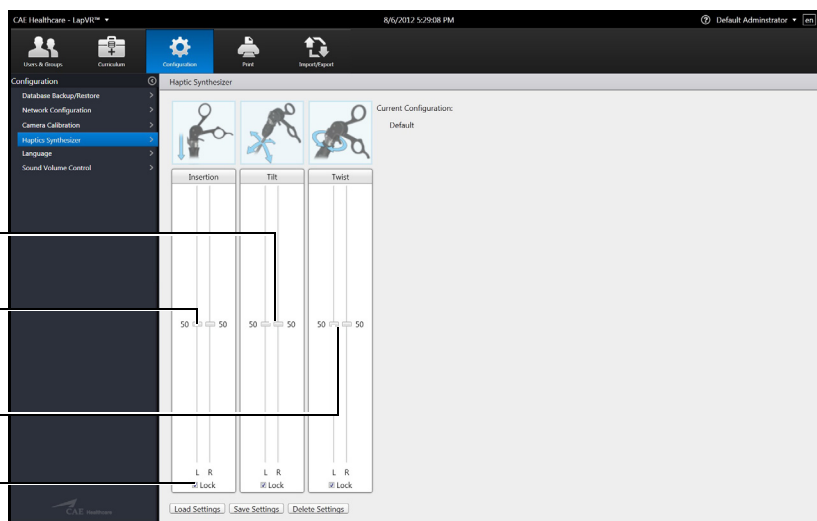 CAE Healthcare - LapVR™ 8/6/2012 5:29:08 PM Default Adminstrator en
Users & Groups Curriculum Configuration Print Import/Export
Configuration
Haptic Synthesizer
Database Backup/Restore
Network Configuration
Camera Calibration
Haptics Synthesizer
Language
Sound Volume Control
Current Configuration:
Default
Insertion Tilt Twist
50 50 50 50 50 50
L R L R L R
Lock Lock Lock
Load Settings Save Settings Delete Settings
CAE Healthcare